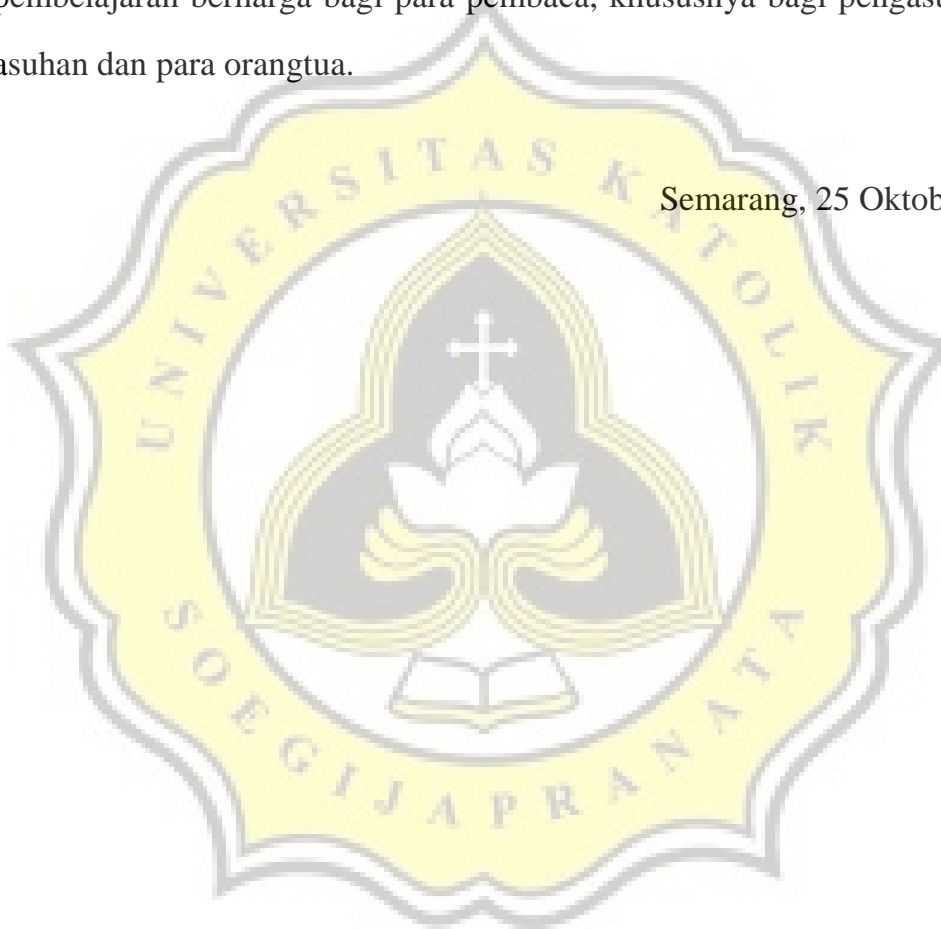 pembelajaran berharga bagi para pembaca, khususnya bagi
asuhan dan para orangtua.
Semarang, 25
UNIVERSITAS KATOLIK
SOEGIJAPRANATA